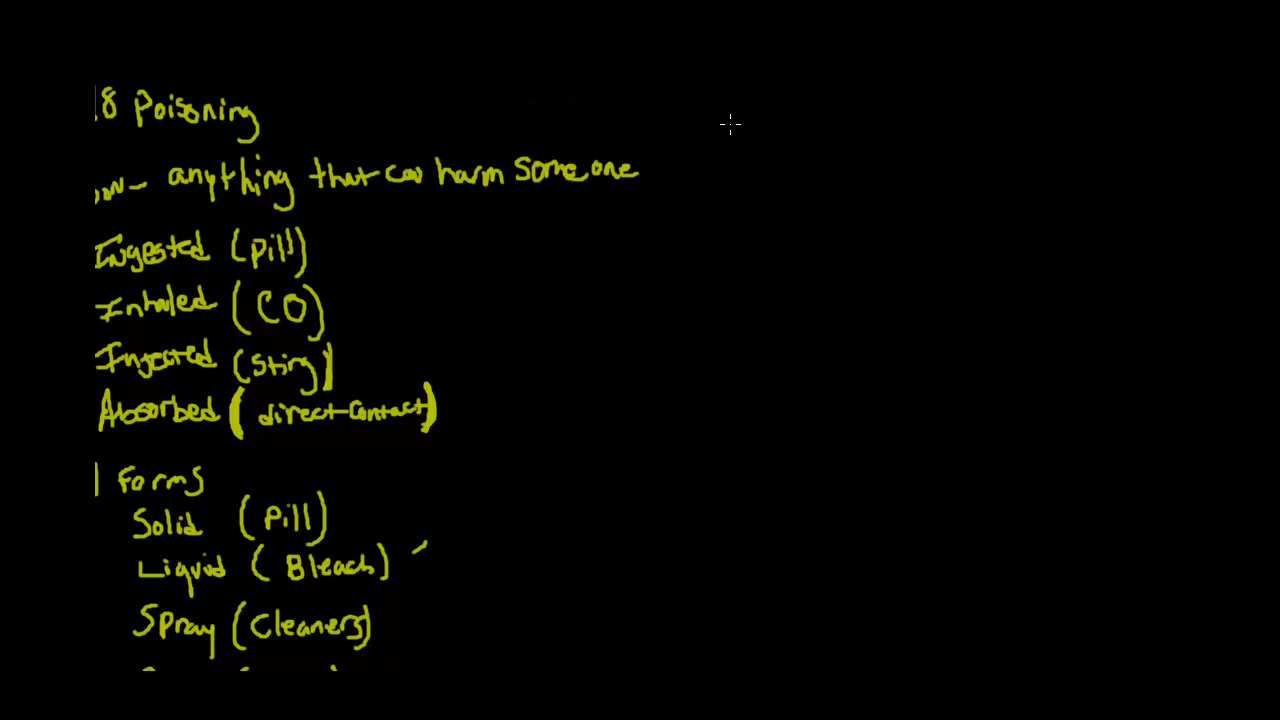 .8 Poisoning
anything that can harm someone
Ingested (pill)
Inhaled (CO)
Injected (Sting)
Absorbed (direct contact)
Forms
Solid (Pill)
Liquid (Bleach)
Spray (Cleaners)